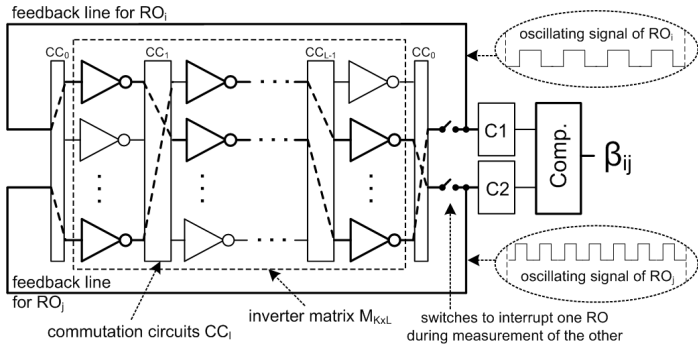 feedback line for ROi
oscillating signal of ROi
CC0 CC1 CCL-1 CC0
C1
C2
Comp.
βij
feedback line
for ROj
oscillating signal of ROj
commutation circuits CCl
inverter matrix MKxL
switches to interrupt one RO
during measurement of the other